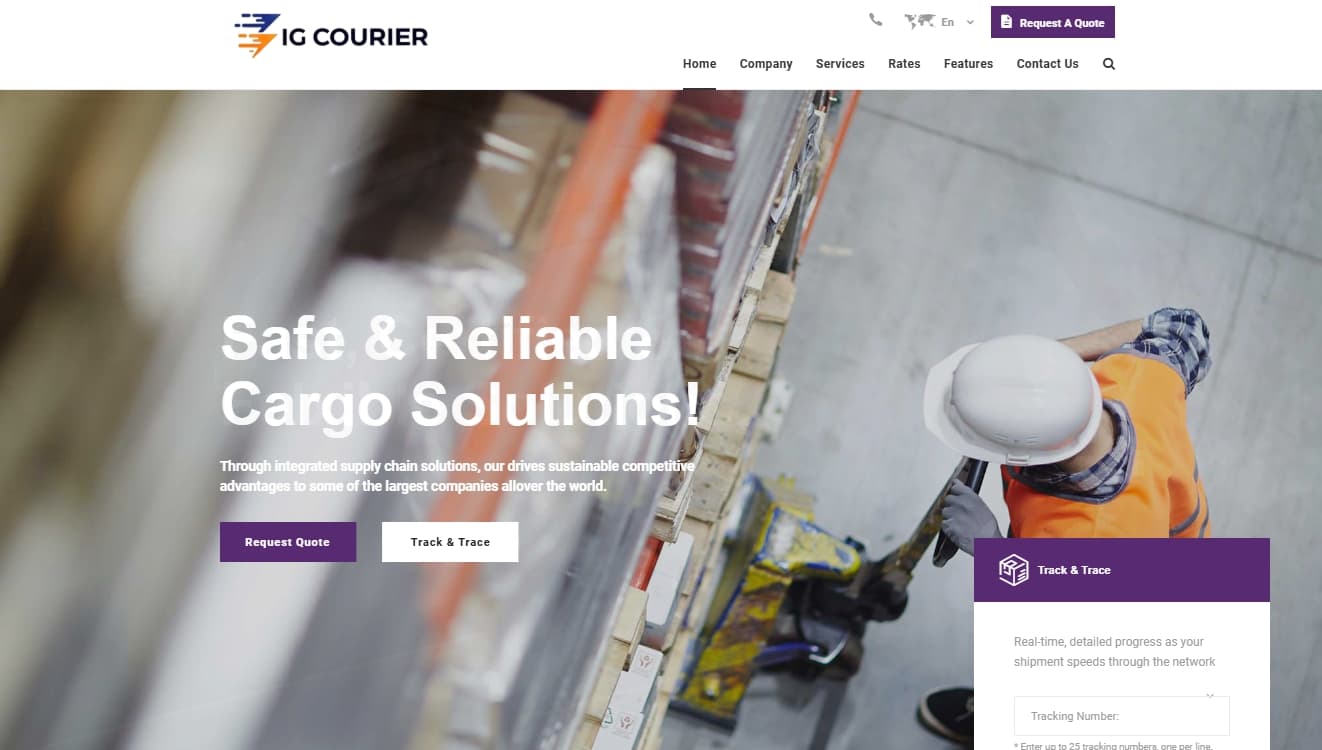 IG COURIER
En
Request A Quote
Home
Company
Services
Rates
Features
Contact Us
Safe & Reliable
Cargo Solutions!
Through integrated supply chain solutions, our drives sustainable competitive
advantages to some of the largest companies allover the world.
Request Quote
Track & Trace
Track & Trace
Real-time, detailed progress as your
shipment speeds through the network
Tracking Number:
* Enter up to 25 tracking numbers, one per line.